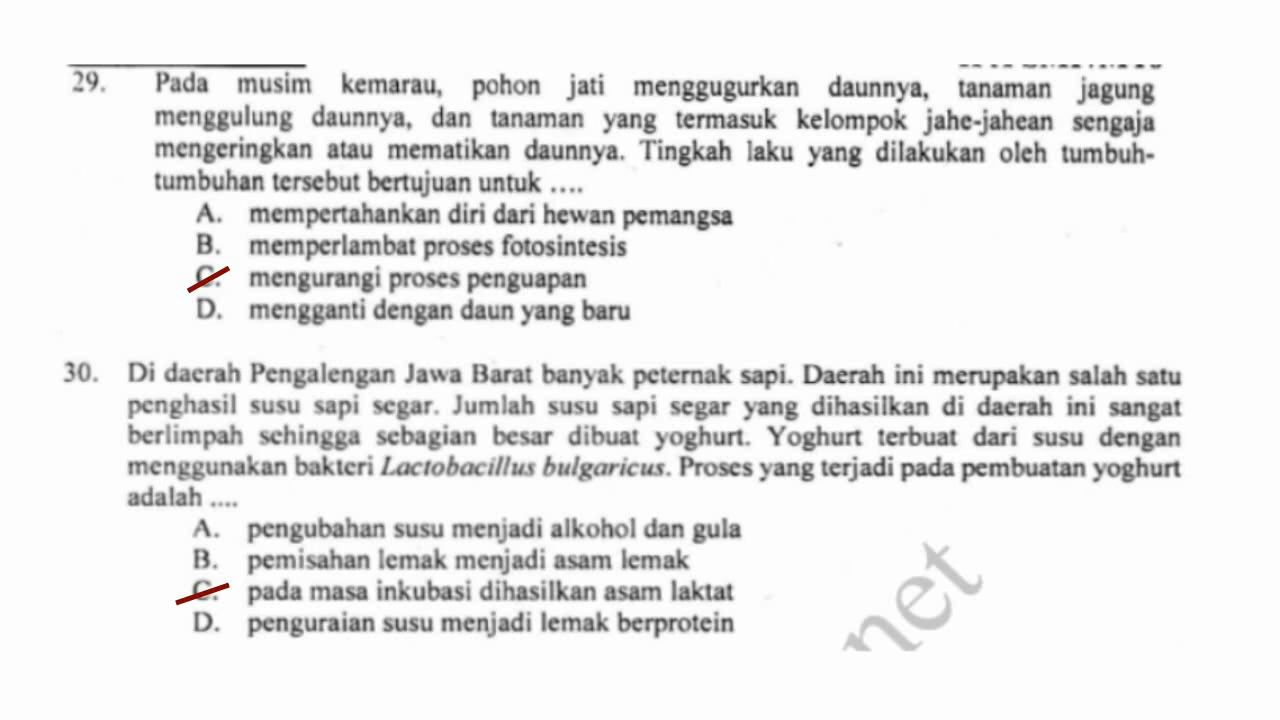 29. Pada musim kemarau, pohon jati menggugurkan daunnya, tanaman jagung
menggulung daunnya, dan tanaman yang termasuk kelompok jahe-jahean sengaja
mengeringkan atau mematikan daunnya. Tingkah laku yang dilakukan oleh tumbuh-
tumbuhan tersebut bertujuan untuk ....
A. mempertahankan diri dari hewan pemangsa
B. memperlambat proses fotosintesis
C. mengurangi proses penguapan
D. mengganti dengan daun yang baru
30. Di daerah Pengalengan Jawa Barat banyak peternak sapi. Daerah ini merupakan salah satu
penghasil susu sapi segar. Jumlah susu sapi segar yang dihasilkan di daerah ini sangat
berlimpah sehingga sebagian besar dibuat yoghurt. Yoghurt terbuat dari susu dengan
menggunakan bakteri Lactobacillus bulgaricus. Proses yang terjadi pada pembuatan yoghurt
adalah ....
A. pengubahan susu menjadi alkohol dan gula
B. pemisahan lemak menjadi asam lemak
C. pada masa inkubasi dihasilkan asam laktat
D. penguraian susu menjadi lemak berprotein
net